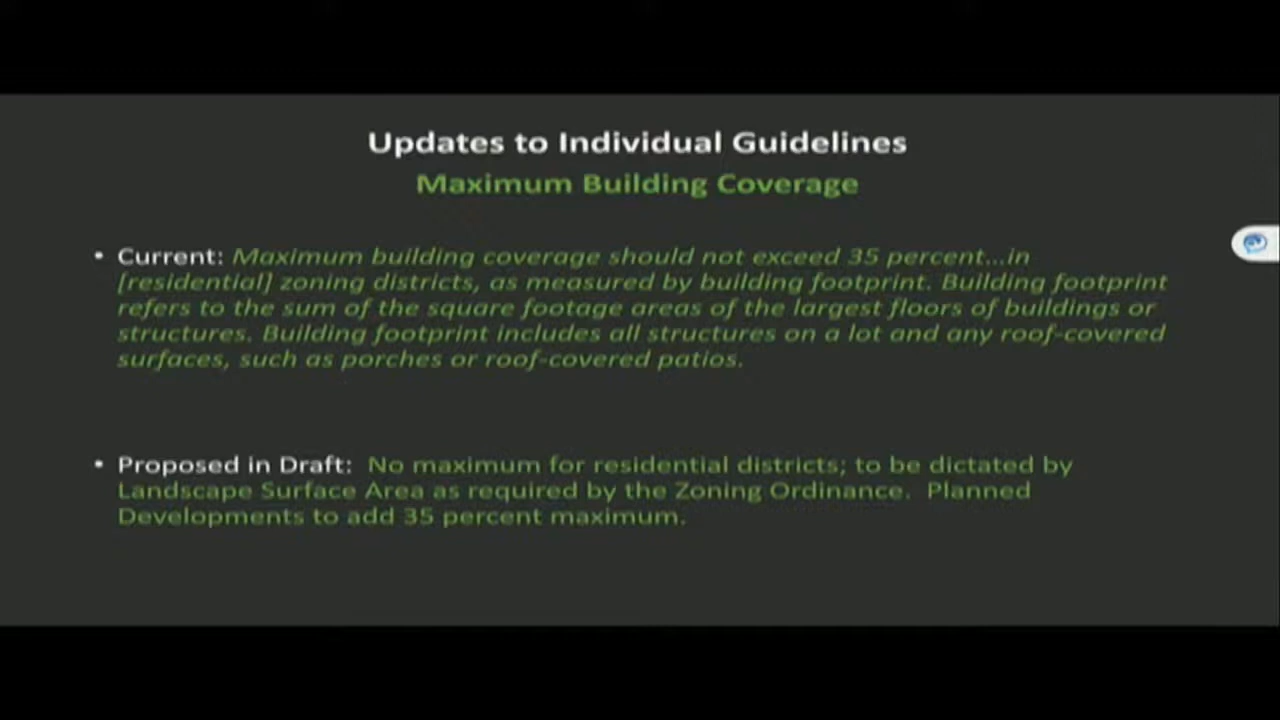 Updates to Individual Guidelines
Maximum Building Coverage
• Current: Maximum building coverage should not exceed 35 percent...in
[residential] zoning districts, as measured by building footprint. Building footprint
refers to the sum of the square footage areas of the largest floors of buildings or
structures. Building footprint includes all structures on a lot and any roof-covered
surfaces, such as porches or roof-covered patios.
• Proposed in Draft: No maximum for residential districts; to be dictated by
Landscape Surface Area as required by the Zoning Ordinance. Planned
Developments to add 35 percent maximum.